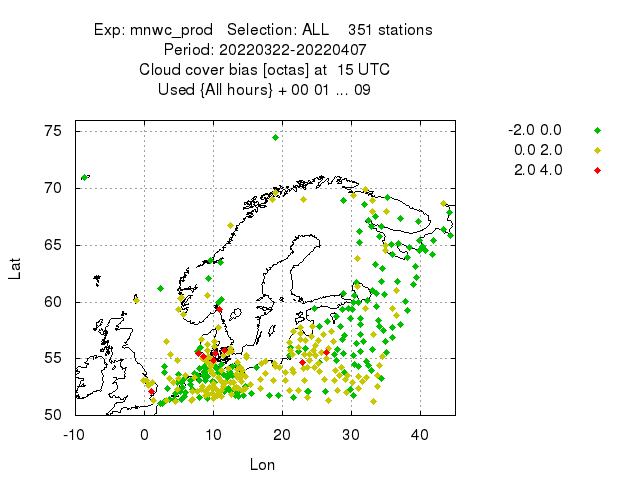 Exp: mnwc_prod Selection: ALL 351 stations
Period: 20220322-20220407
Cloud cover bias [octas] at 15 UTC
Used {All hours} + 00 01 ... 09
-2.0 0.0
0.0 2.0
2.0 4.0
75
70
65
60
55
50
Lat
-10 0 10 20 30 40
Lon